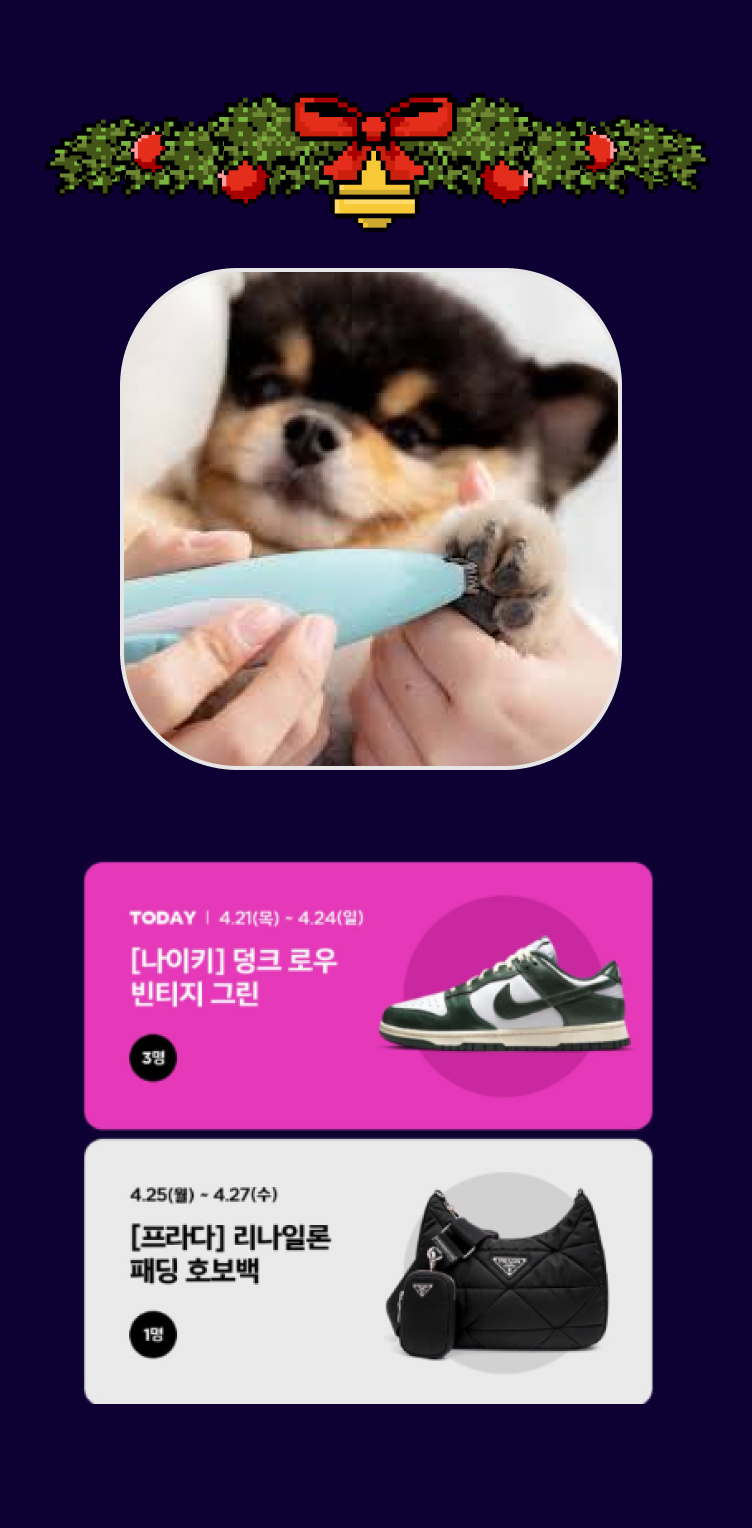 TODAY | 4.21(목) ~ 4.24(일)
[나이키] 덩크 로우
빈티지 그린
3명
4.25(월) ~ 4.27(수)
[프라다] 리나일론
패딩 호보백
1명
PRADA